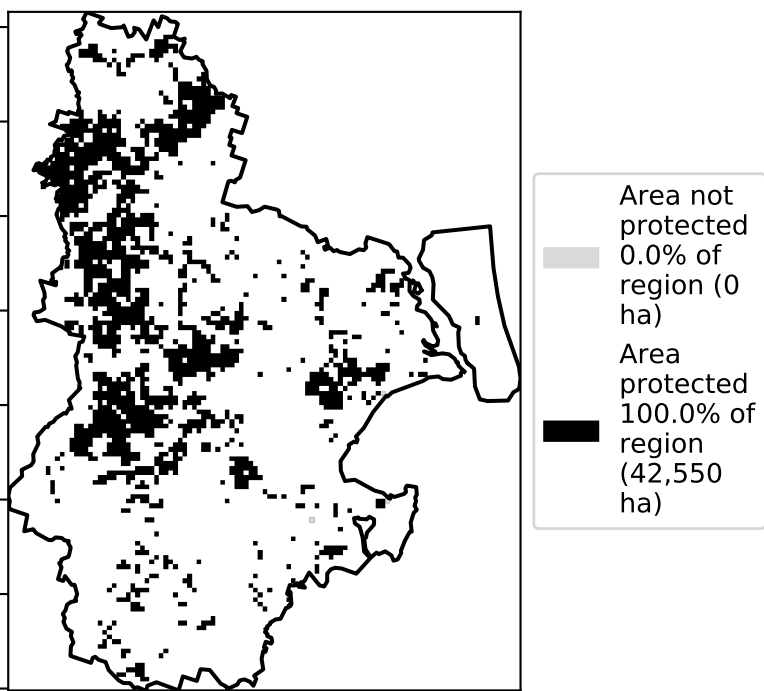 Area not
protected
0.0% of
region (0
ha)
Area
protected
100.0% of
region
(42,550
ha)